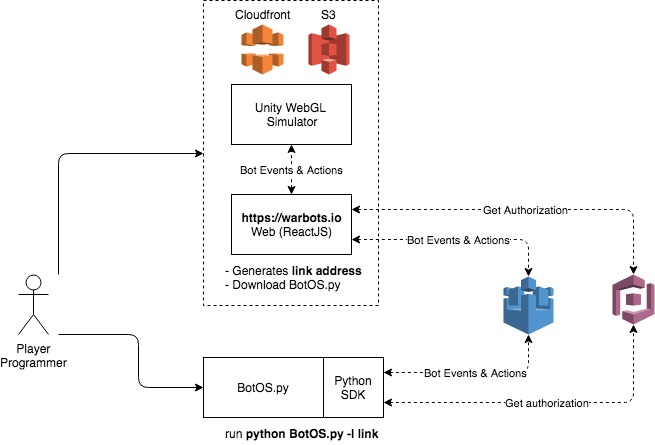 Cloudfront
S3
Unity WebGL
Simulator
Bot Events & Actions
https://warbots.io
Web (ReactJS)
Get Authorization
Bot Events & Actions
- Generates link address
- Download BotOS.py
Player
Programmer
BotOS.py
Python
SDK
Bot Events & Actions
Get authorization
run python BotOS.py -l link